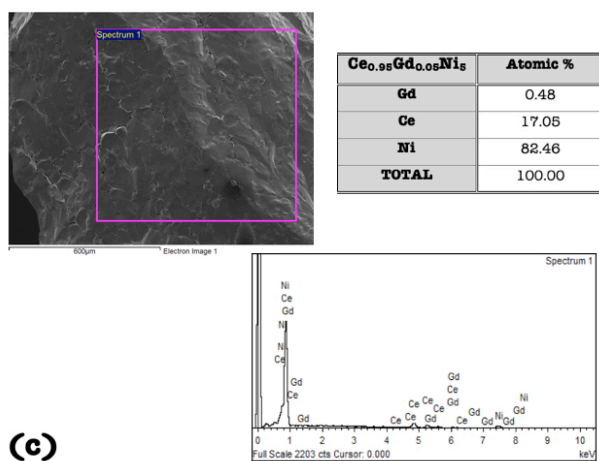 Spectrum 1
600µm
Electron Image 1
Ce0.95Gd0.05Ni5 Atomic %
Gd 0.48
Ce 17.05
Ni 82.46
TOTAL 100.00
Spectrum 1
Ni
Ce
Gd
Ni
Ni
Ce
Gd
Ce
Gd
Gd
Ce
Gd
Ni
Ce Ce Ce
Gd Gd
Ce Ce Gd Ce Gd Ni Gd
0 1 2 3 4 5 6 7 8 9 10
Full Scale 2203 cts Cursor: 0.000 keV
(c)